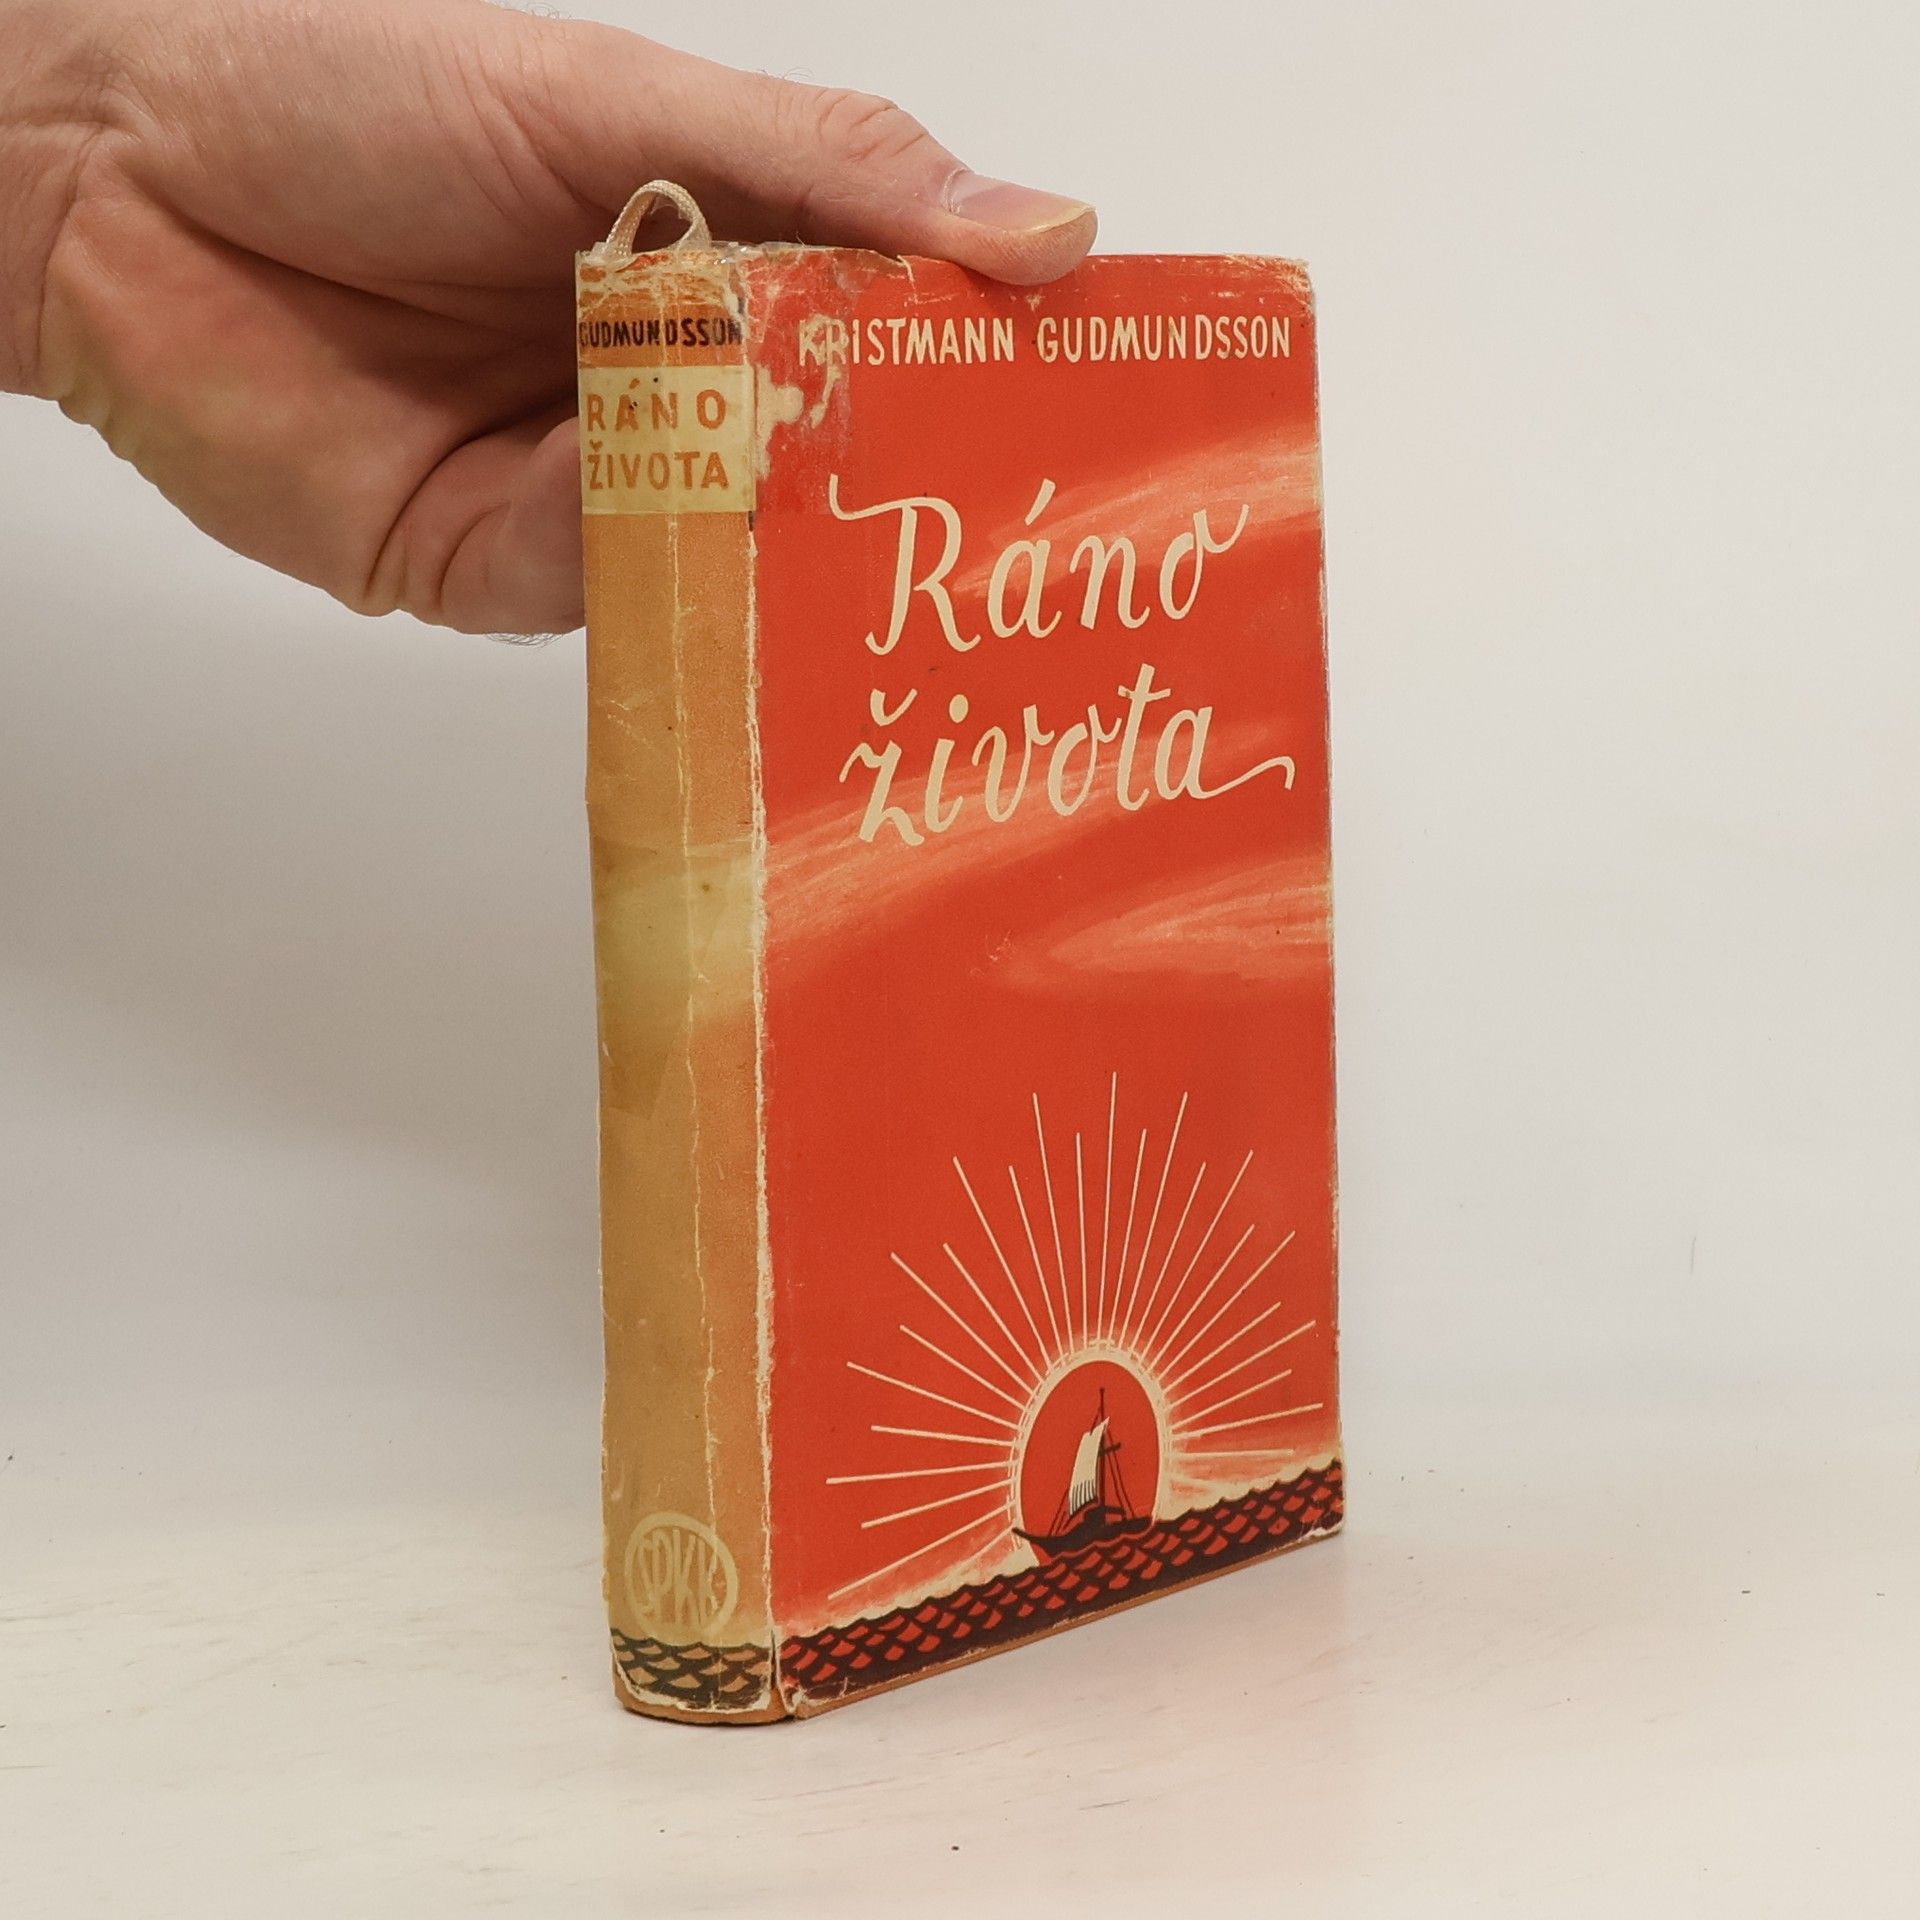 GUDMUNDSSON
RÁNO
ŽIVOTA
SPKK
KRISTMANN GUDMUNDSSON
Ráno
života